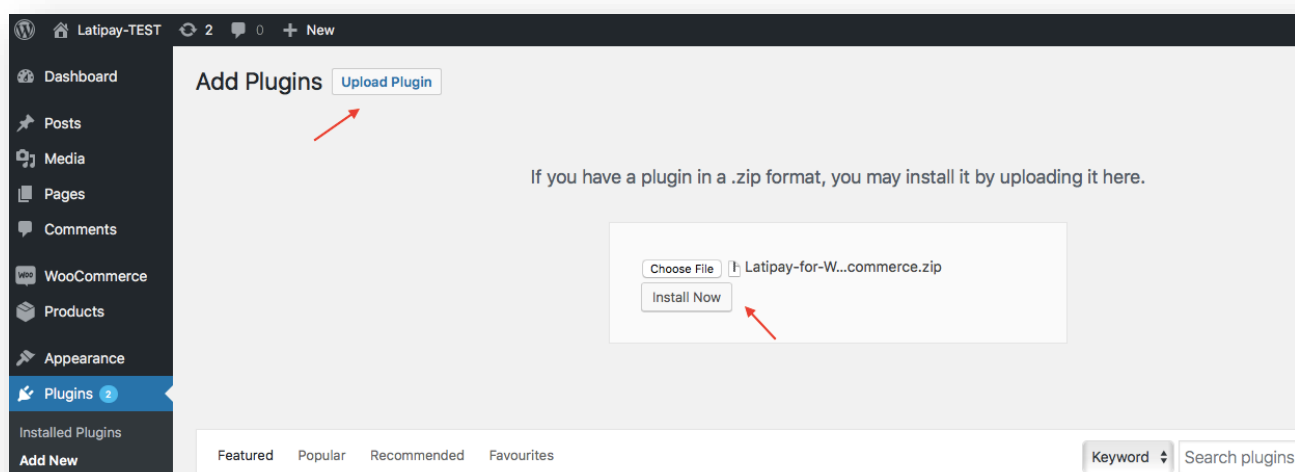 Latipay-TEST 2 0 + New
Dashboard
Posts
Media
Pages
Comments
WOO WooCommerce
Products
Appearance
Plugins 2
Installed Plugins
Add New
Add Plugins Upload Plugin
If you have a plugin in a .zip format, you may install it by uploading it here.
Choose File Latipay-for-W...commerce.zip
Install Now
Featured Popular Recommended Favourites
Keyword Search plugins